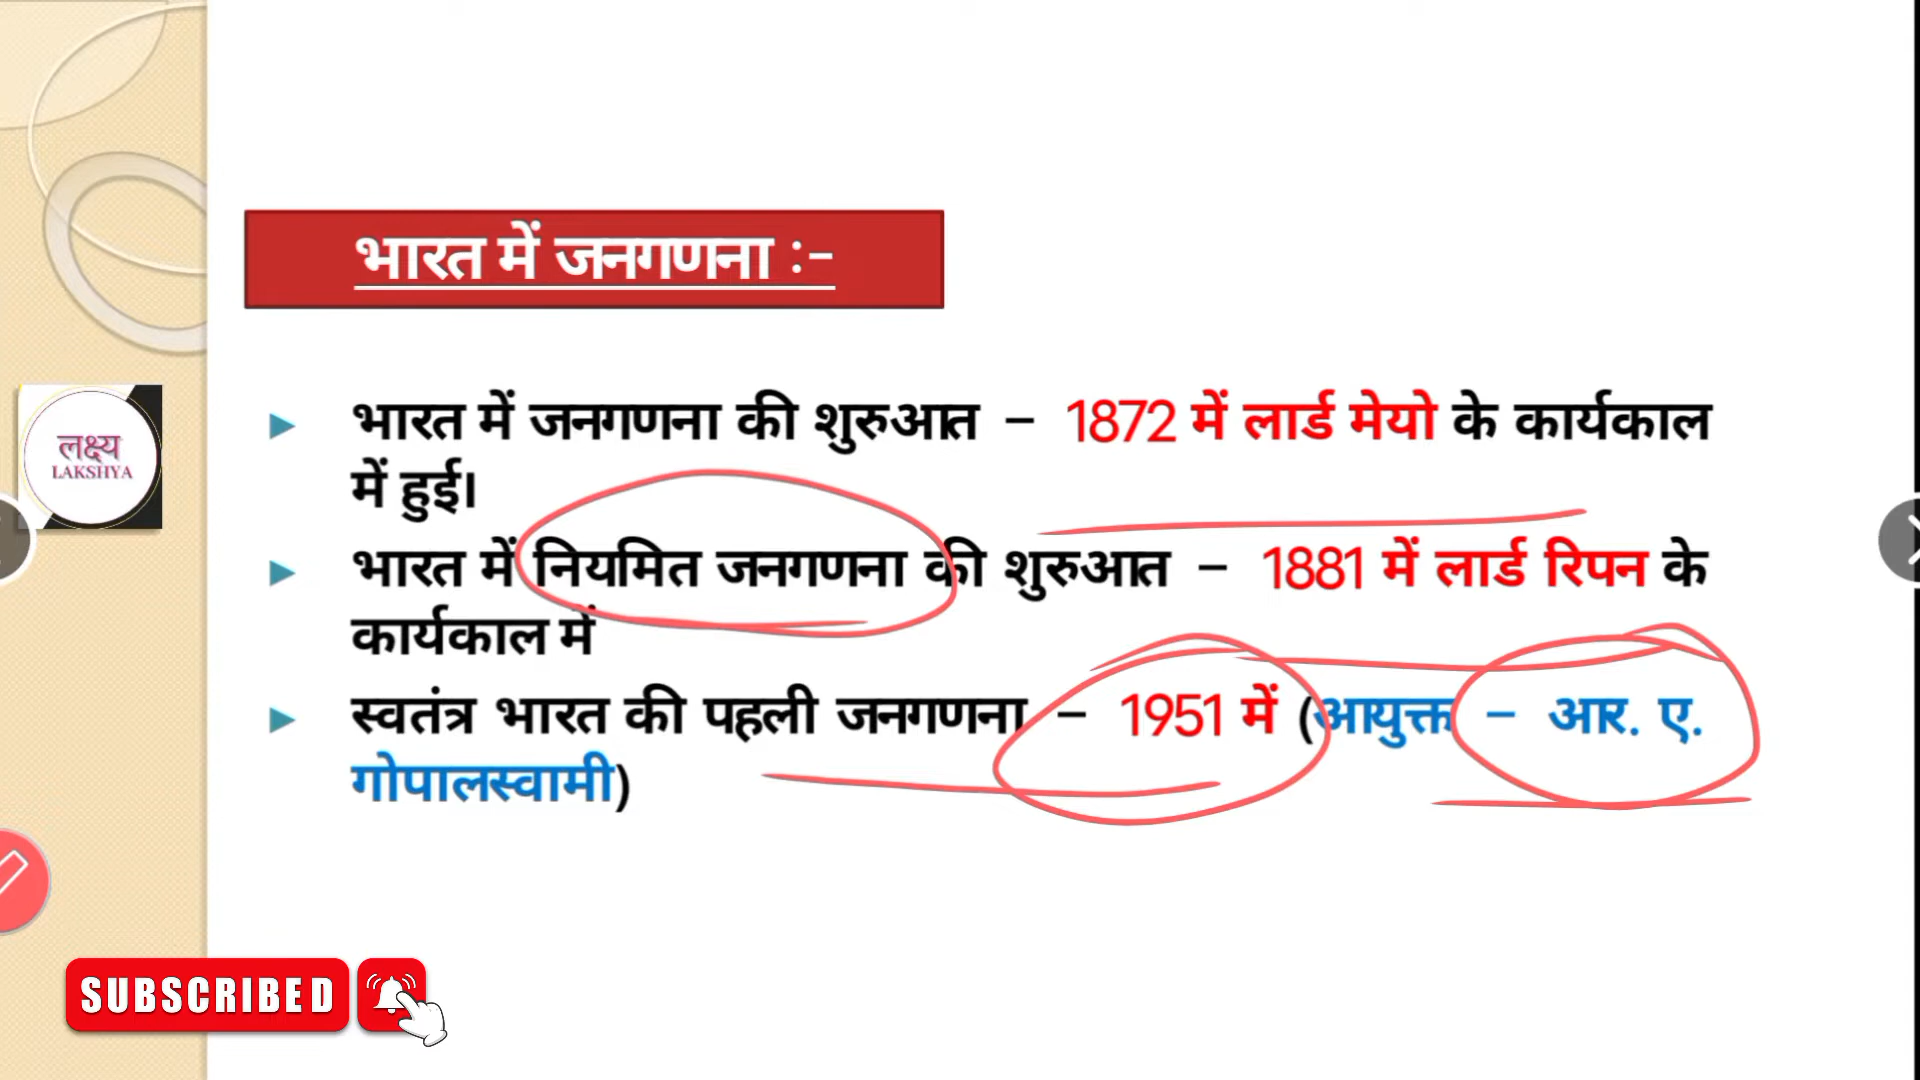 भारत में जनगणना :-
भारत में जनगणना की शुरुआत – 1872 में लार्ड मेयो के कार्यकाल
में हुई।
भारत में नियमित जनगणना की शुरुआत – 1881 में लार्ड रिपन के
कार्यकाल में
स्वतंत्र भारत की पहली जनगणना – 1951 में (आयुक्त – आर. ए.
गोपालस्वामी)
लक्ष्य
LAKSHYA
SUBSCRIBED